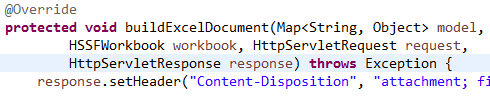 @Override
protected void buildExcelDocument(Map<String, Object> model,
HSSFWorkbook workbook, HttpServletRequest request,
HttpServletResponse response) throws Exception {
response.setHeader("Content-Disposition", "attachment; fi